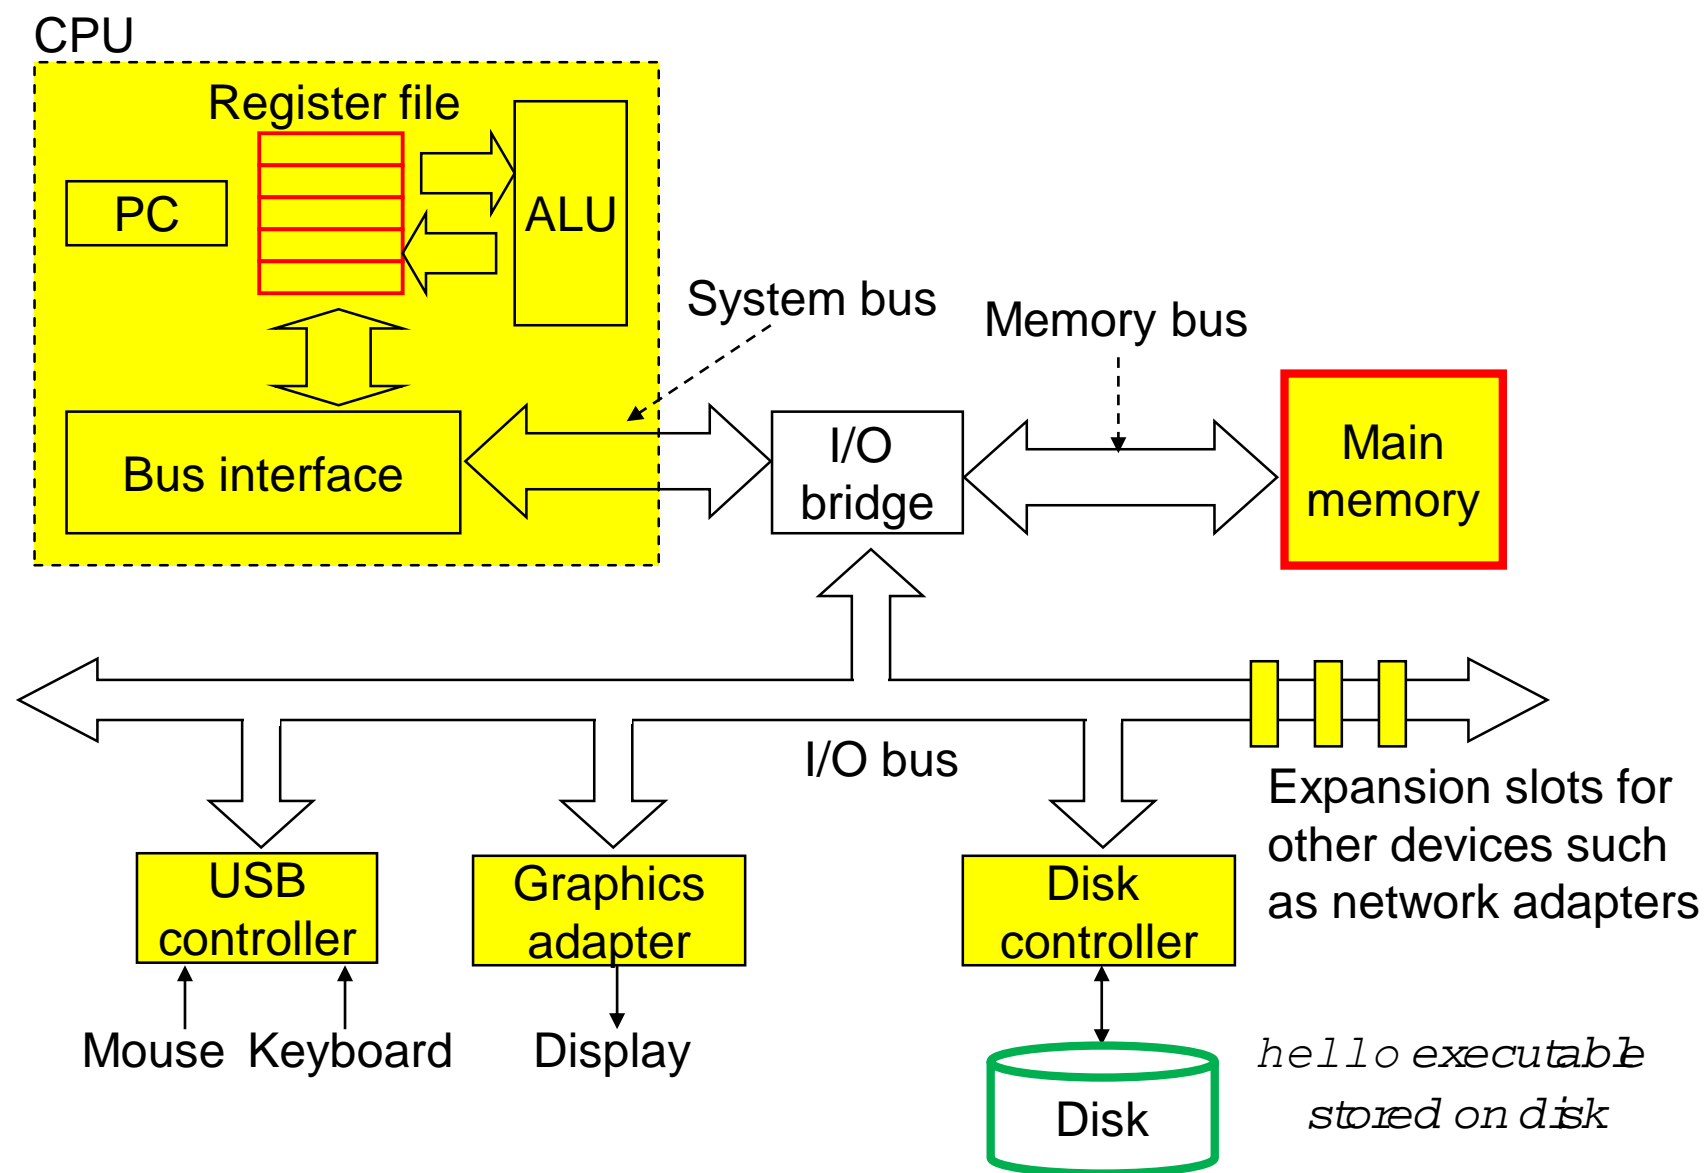 CPU
Register file
PC
ALU
System bus
Memory bus
Bus interface
I/O
bridge
Main
memory
I/O bus
Expansion slots for
other devices such
as network adapters
USB
controller
Graphics
adapter
Disk
controller
Mouse
Keyboard
Display
Disk
hello executable
stored on disk